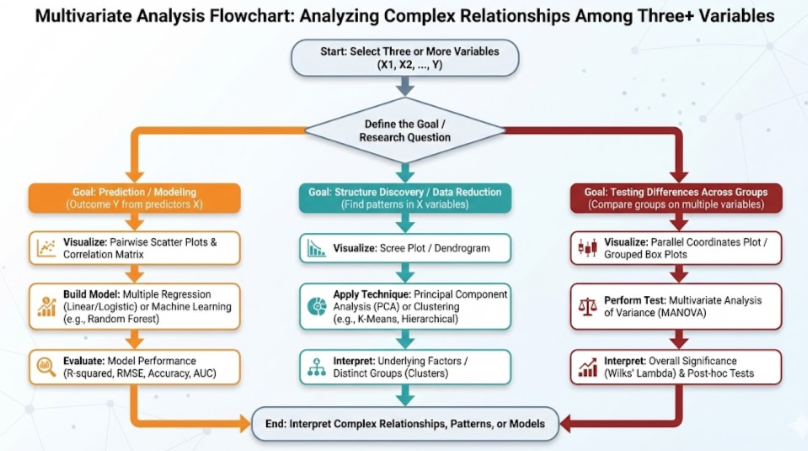 Multivariate Analysis Flowchart: Analyzing Complex Relationships Among Three+ Variables
Start: Select Three or More Variables
(X1, X2, ..., Y)
Define the Goal /
Research Question
Goal: Prediction / Modeling
(Outcome Y from predictors X)
Visualize: Pairwise Scatter Plots &
Correlation Matrix
Build Model: Multiple Regression
(Linear/Logistic) or Machine Learning
(e.g., Random Forest)
Evaluate: Model Performance
(R-squared, RMSE, Accuracy, AUC)
Goal: Structure Discovery / Data Reduction
(Find patterns in X variables)
Visualize: Scree Plot / Dendrogram
Apply Technique: Principal Component
Analysis (PCA) or Clustering
(e.g., K-Means, Hierarchical)
Interpret: Underlying Factors /
Distinct Groups (Clusters)
Goal: Testing Differences Across Groups
(Compare groups on multiple variables)
Visualize: Parallel Coordinates Plot /
Grouped Box Plots
Perform Test: Multivariate Analysis
of Variance (MANOVA)
Interpret: Overall Significance
(Wilks' Lambda) & Post-hoc Tests
End: Interpret Complex Relationships, Patterns, or Models